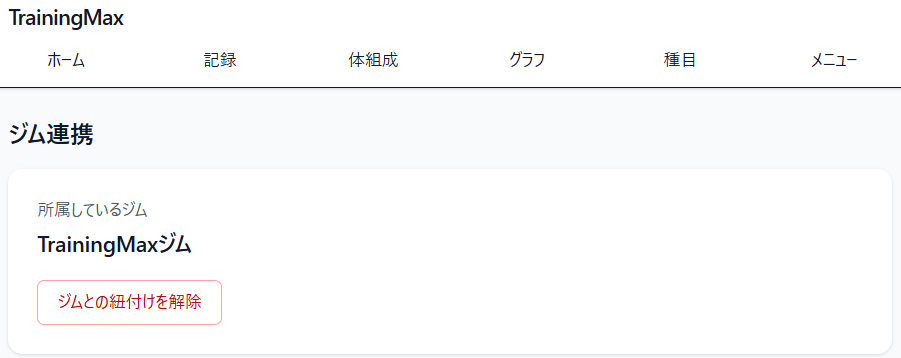 TrainingMax
ホーム 記録 体組成 グラフ 種目 メニュー
ジム連携
所属しているジム
TrainingMaxジム
ジムとの紐付けを解除